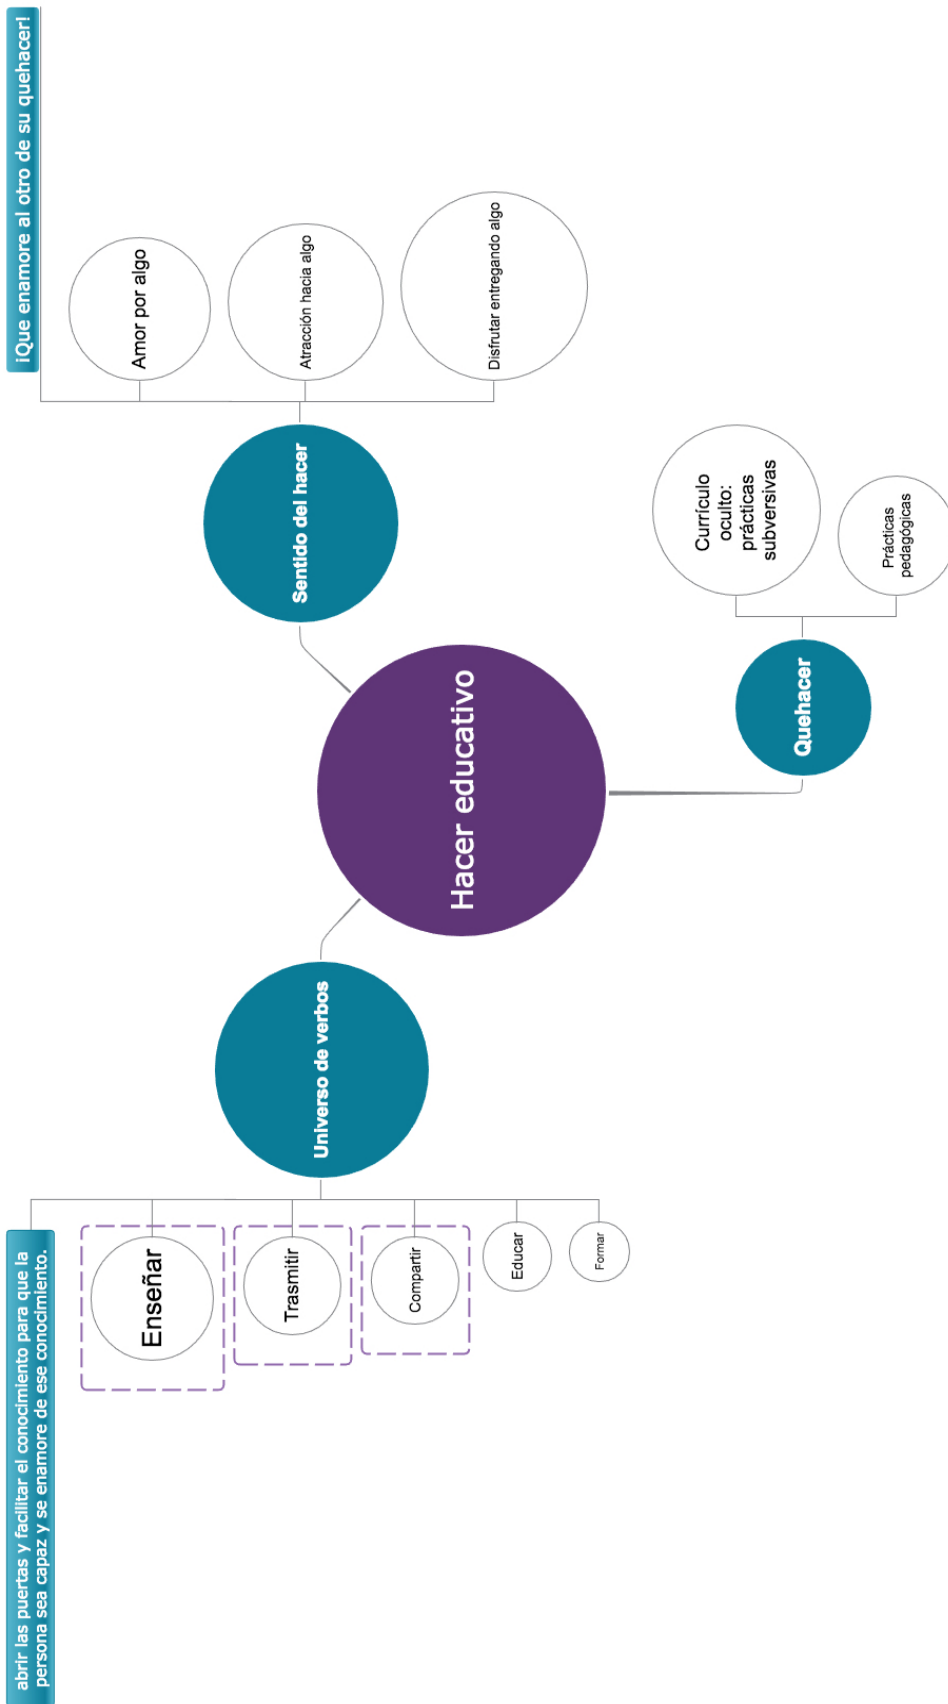 Hacer educativo
Universo de verbos
abrir las puertas y facilitar el conocimiento para que la
persona sea capaz y se enamore de ese conocimiento.
Enseñar
Trasmitir
Compartir
Educar
Formar
Sentido del hacer
¡Que enamore al otro de su quehacer!
Amor por algo
Atracción hacia algo
Disfrutar entregando algo
Quehacer
Currículo
oculto:
prácticas
subversivas
Prácticas
pedagógicas